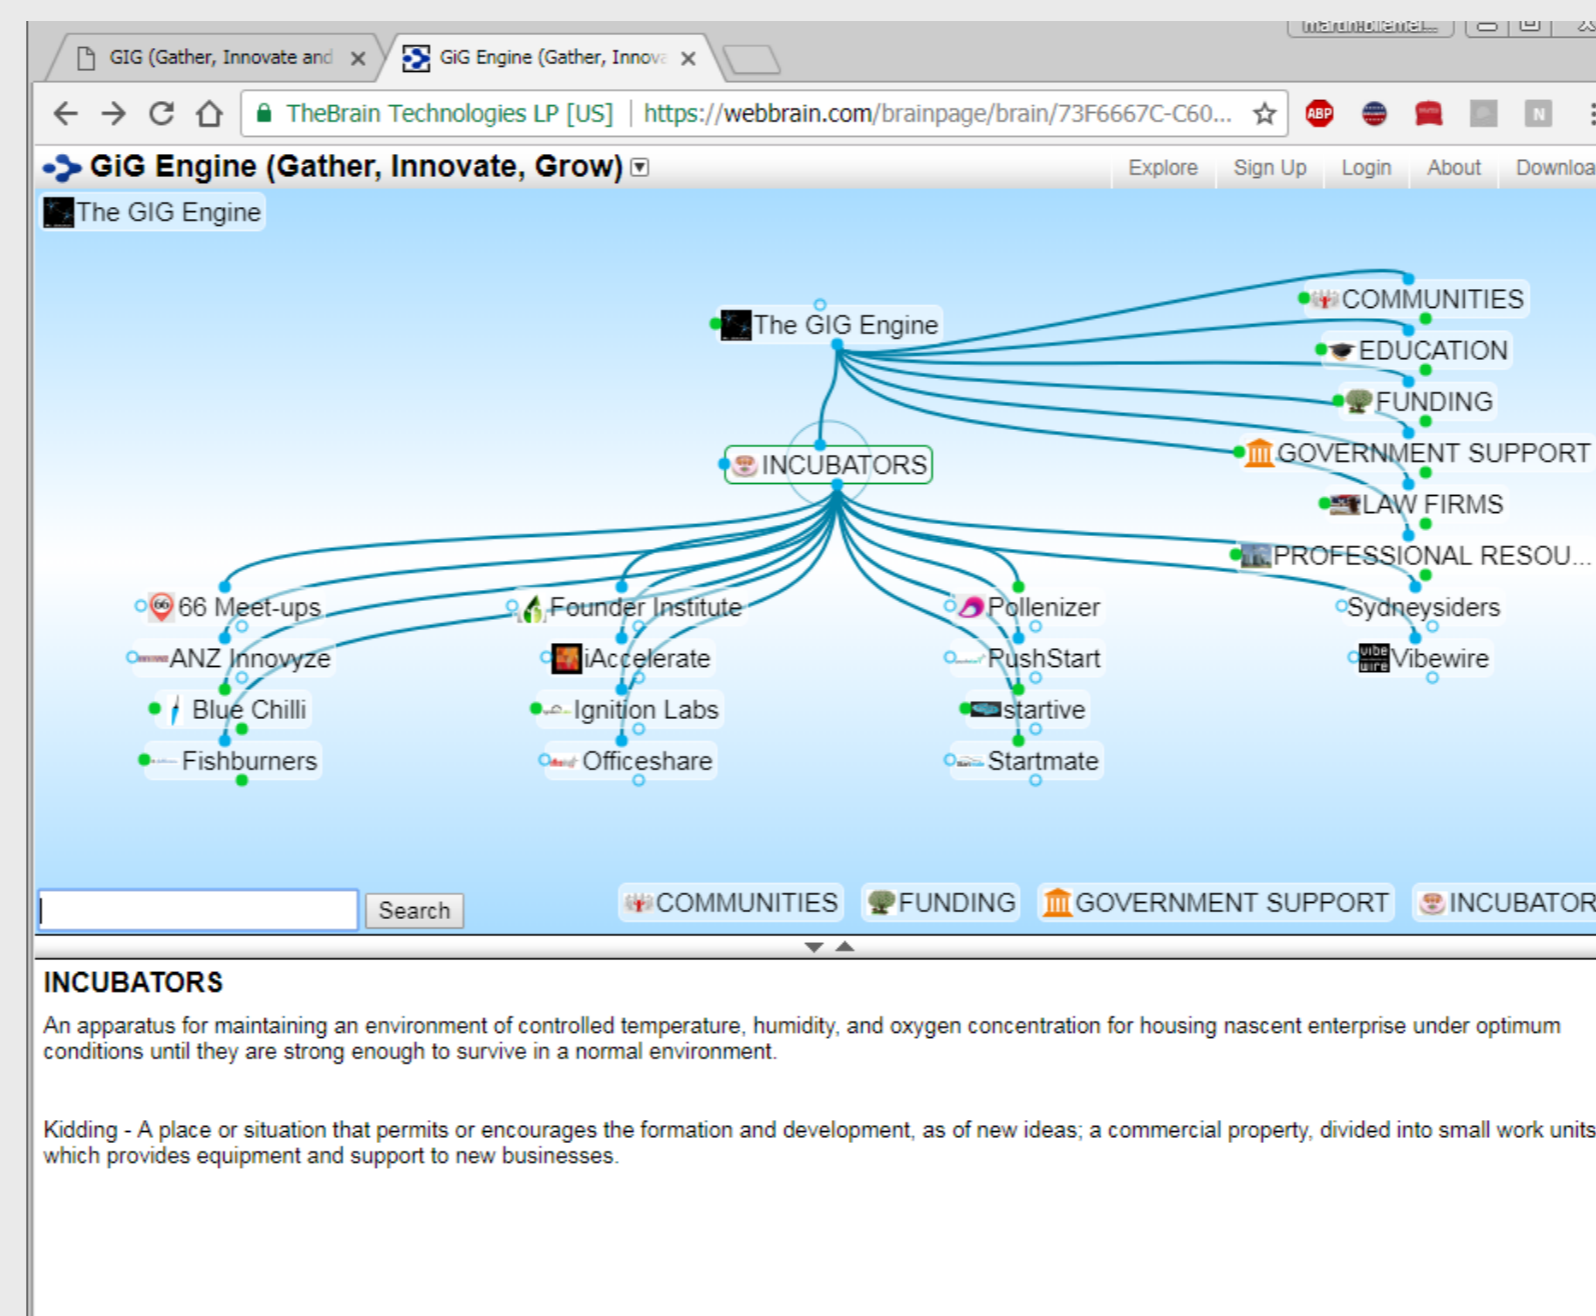 GIG (Gather, Innovate and
GiG Engine (Gather, Innova
TheBrain Technologies LP [US] | https://webbrain.com/brainpage/brain/73F6667C-C60...
ABP
N
GiG Engine (Gather, Innovate, Grow)
Explore Sign Up Login About Downloa
The GIG Engine
The GIG Engine
COMMUNITIES
EDUCATION
FUNDING
GOVERNMENT SUPPORT
LAW FIRMS
PROFESSIONAL RESOU...
INCUBATORS
66 66 Meet-ups
ANZ Innovyze
Blue Chilli
Fishburners
Founder Institute
iAccelerate
Ignition Labs
Officeshare
Pollenizer
PushStart
startive
Startmate
Sydneysiders
vibe
wire Vibewire
Search
COMMUNITIES FUNDING GOVERNMENT SUPPORT INCUBATOR
INCUBATORS
An apparatus for maintaining an environment of controlled temperature, humidity, and oxygen concentration for housing nascent enterprise under optimum
conditions until they are strong enough to survive in a normal environment.
Kidding - A place or situation that permits or encourages the formation and development, as of new ideas; a commercial property, divided into small work units
which provides equipment and support to new businesses.